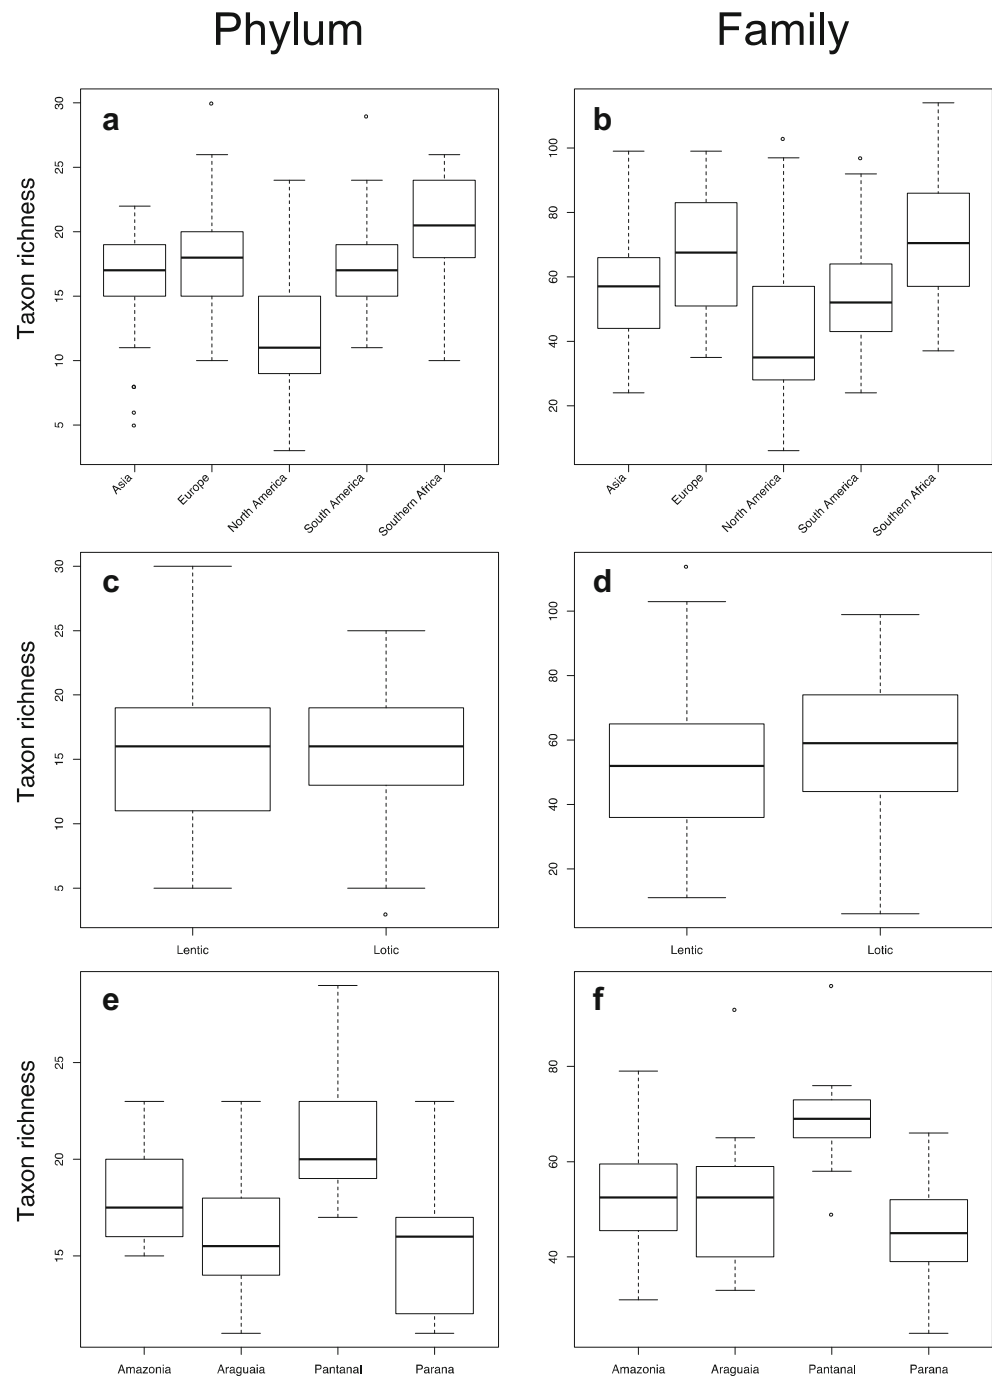 Phylum Family
a
b
Taxon richness
30
25
20
15
10
5
100
80
60
40
20
Asia
Europe
North America
South America
Southern Africa
Asia
Europe
North America
South America
Southern Africa
c
d
Taxon richness
30
25
20
15
10
5
100
80
60
40
20
Lentic Lotic
Lentic Lotic
e
f
Taxon richness
25
20
15
80
60
40
Amazonia Araguaia Pantanal Parana
Amazonia Araguaia Pantanal Parana